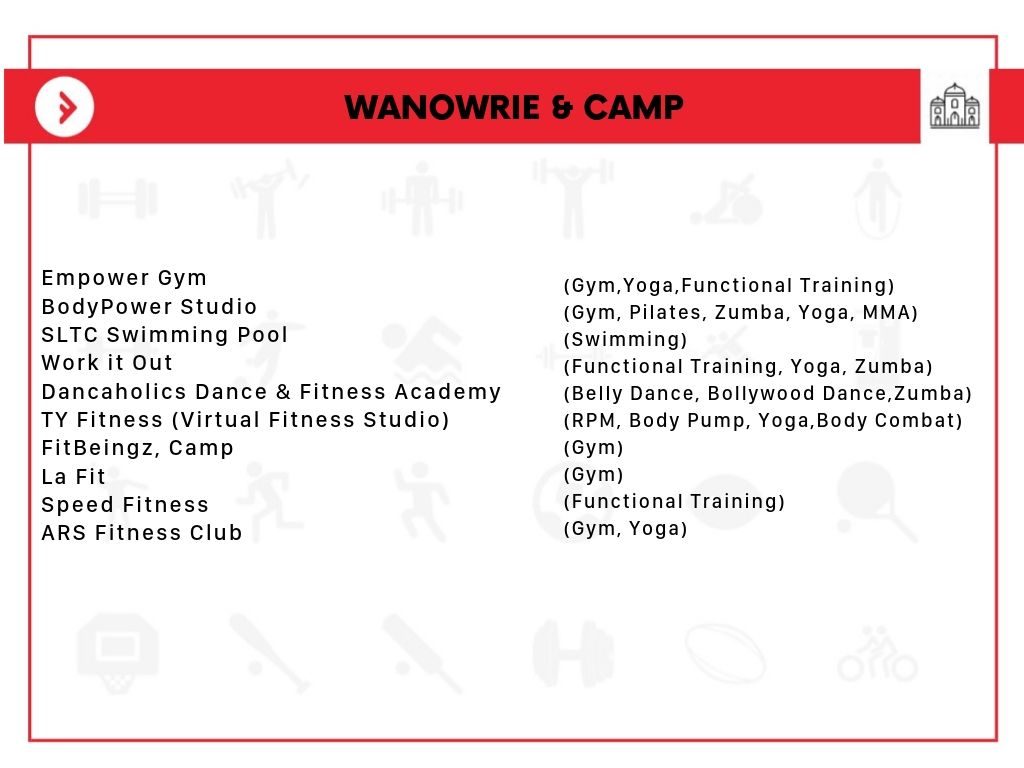 WANOWRIE & CAMP
Empower Gym
(Gym,Yoga,Functional Training)
BodyPower Studio
(Gym, Pilates, Zumba, Yoga, MMA)
SLTC Swimming Pool
(Swimming)
Work it Out
(Functional Training, Yoga, Zumba)
Dancaholics Dance & Fitness Academy
(Belly Dance, Bollywood Dance,Zumba)
TY Fitness (Virtual Fitness Studio)
(RPM, Body Pump, Yoga,Body Combat)
FitBeingz, Camp
(Gym)
La Fit
(Gym)
Speed Fitness
(Functional Training)
ARS Fitness Club
(Gym, Yoga)